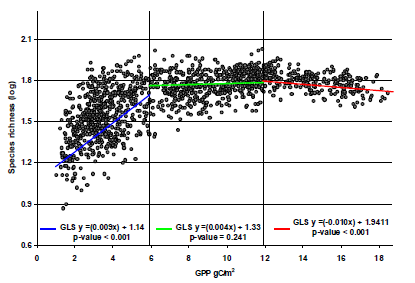 2.1
1.8
1.5
1.2
0.9
0.6
Species richness (log)
GLS y =(0.009x) + 1.14
p-value < 0.001
GLS y =(0.004x) + 1.33
p-value = 0.241
GLS y =(-0.010x) + 1.9411
p-value < 0.001
0 2 4 6 8 10 12 14 16 18
GPP gC/m²